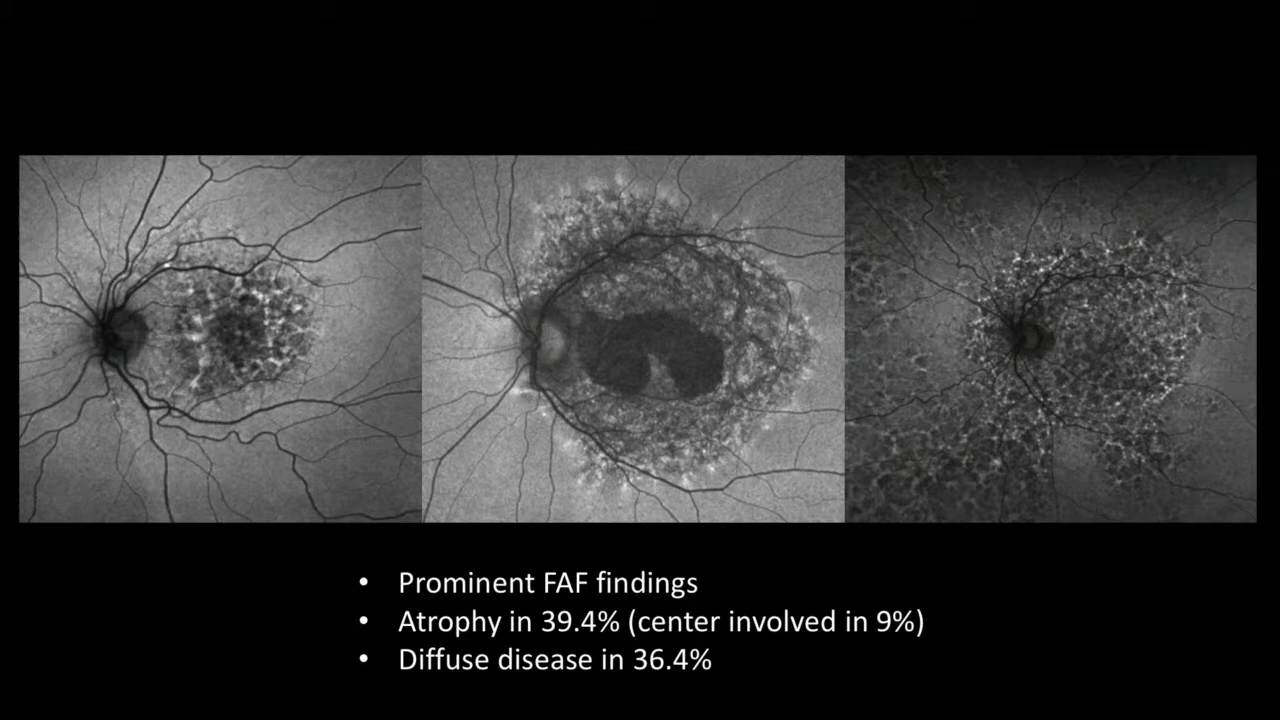 • Prominent FAF findings
• Atrophy in 39.4% (center involved in 9%)
• Diffuse disease in 36.4%